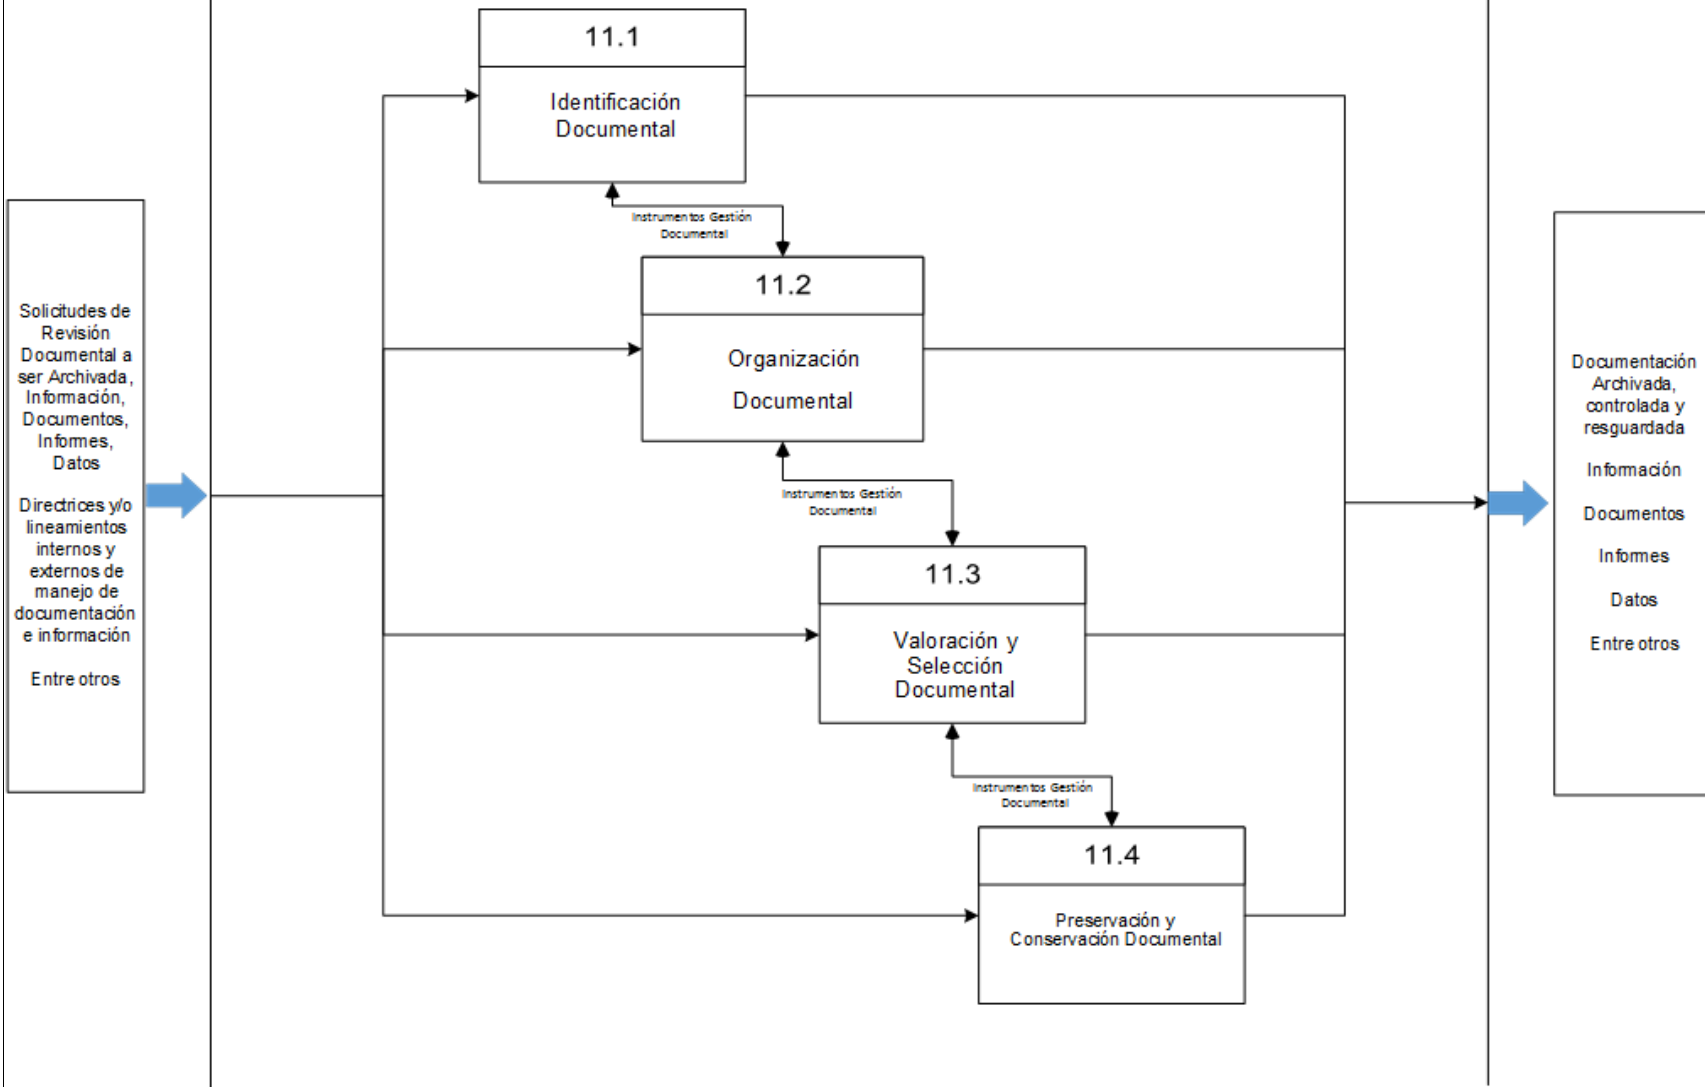 Solicitudes de
Revisión
Documental a
ser Archivada,
Información,
Documentos,
Informes,
Datos
Directrices y/o
lineamientos
internos y
externos de
manejo de
documentación
e información
Entre otros
11.1
Identificación
Documental
Instrumentos Gestión
Documental
11.2
Organización
Documental
Instrumentos Gestión
Documental
11.3
Valoración y
Selección
Documental
Instrumentos Gestión
Documental
11.4
Preservación y
Conservación Documental
Documentación
Archivada,
controlada y
resguardada
Información
Documentos
Informes
Datos
Entre otros